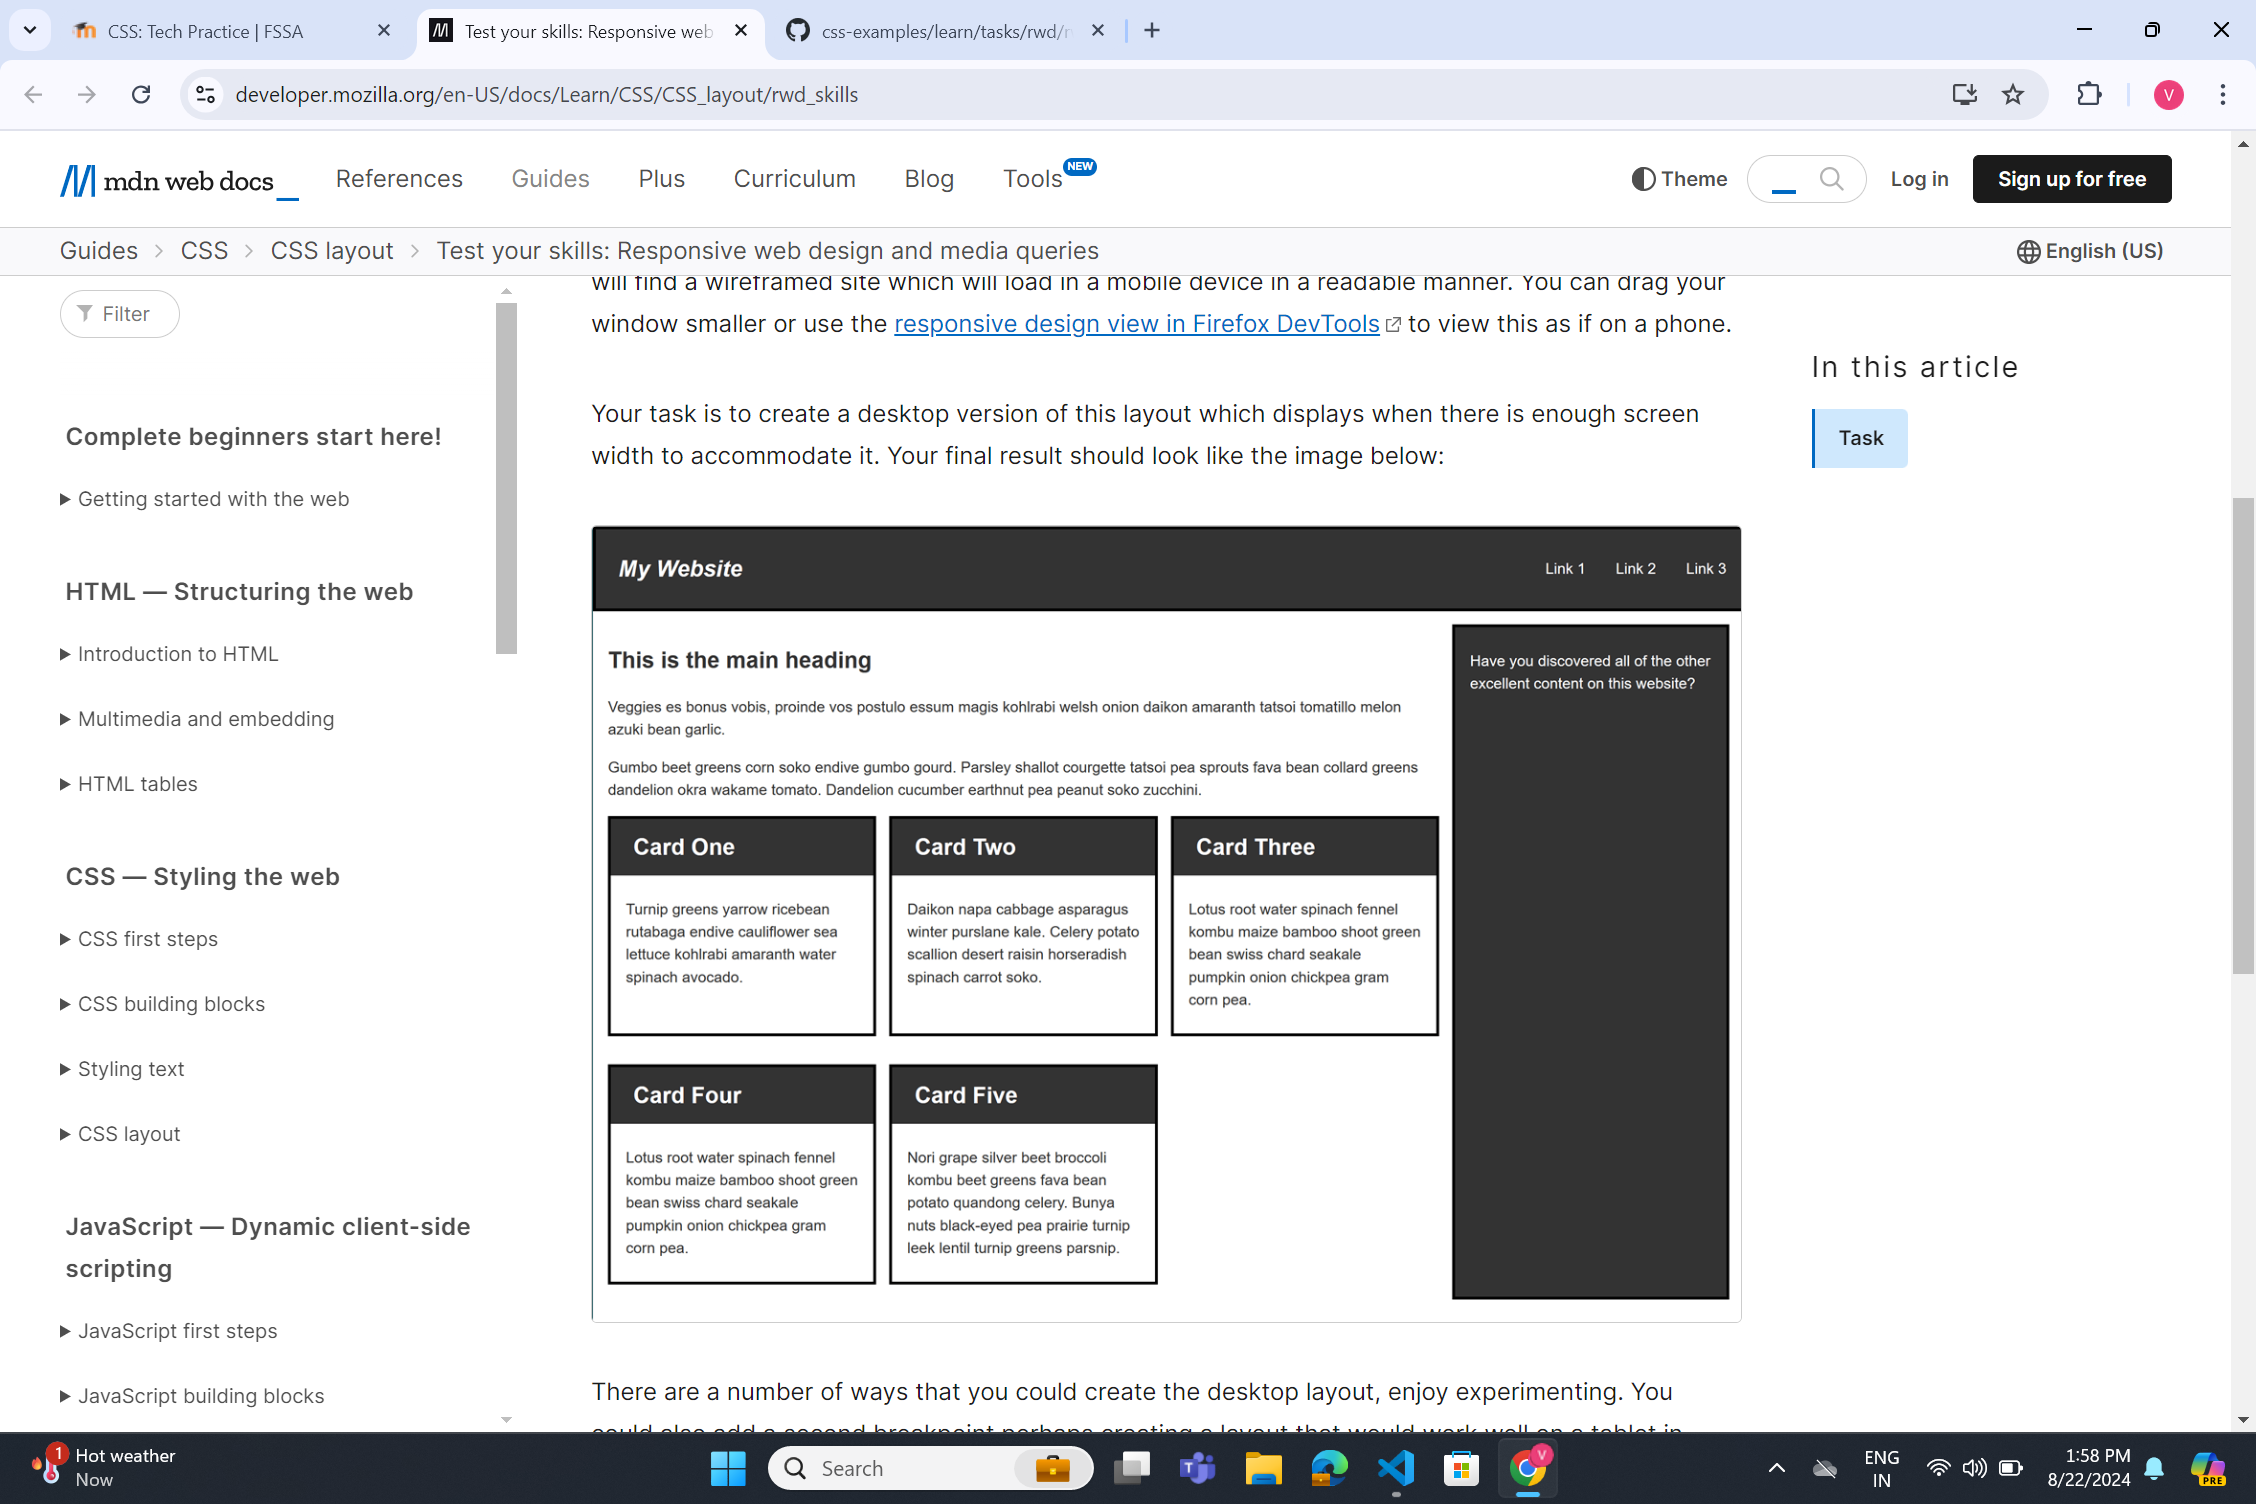 CSS: Tech Practice | FSSA
Test your skills: Responsive web
css-examples/learn/tasks/rwd/r
developer.mozilla.org/en-US/docs/Learn/CSS/CSS_layout/rwd_skills
V
mdn web docs_
References
Guides
Plus
Curriculum
Blog
Tools
NEW
Theme
Log in
Sign up for free
Guides
CSS
CSS layout
Test your skills: Responsive web design and media queries
English (US)
Filter
Complete beginners start here!
Getting started with the web
HTML — Structuring the web
Introduction to HTML
Multimedia and embedding
HTML tables
CSS — Styling the web
CSS first steps
CSS building blocks
Styling text
CSS layout
JavaScript — Dynamic client-side
scripting
JavaScript first steps
JavaScript building blocks
will find a wireframed site which will load in a mobile device in a readable manner. You can drag your
window smaller or use the responsive design view in Firefox DevTools to view this as if on a phone.
Your task is to create a desktop version of this layout which displays when there is enough screen
width to accommodate it. Your final result should look like the image below:
My Website
Link 1
Link 2
Link 3
This is the main heading
Veggies es bonus vobis, proinde vos postulo essum magis kohlrabi welsh onion daikon amaranth tatsoi tomatillo melon
azuki bean garlic.
Gumbo beet greens corn soko endive gumbo gourd. Parsley shallot courgette tatsoi pea sprouts fava bean collard greens
dandelion okra wakame tomato. Dandelion cucumber earthnut pea peanut soko zucchini.
Card One
Turnip greens yarrow ricebean
rutabaga endive cauliflower sea
lettuce kohlrabi amaranth water
spinach avocado.
Card Two
Daikon napa cabbage asparagus
winter purslane kale. Celery potato
scallion desert raisin horseradish
spinach carrot soko.
Card Three
Lotus root water spinach fennel
kombu maize bamboo shoot green
bean swiss chard seakale
pumpkin onion chickpea gram
corn pea.
Card Four
Lotus root water spinach fennel
kombu maize bamboo shoot green
bean swiss chard seakale
pumpkin onion chickpea gram
corn pea.
Card Five
Nori grape silver beet broccoli
kombu beet greens fava bean
potato quandong celery. Bunya
nuts black-eyed pea prairie turnip
leek lentil turnip greens parsnip.
Have you discovered all of the other
excellent content on this website?
There are a number of ways that you could create the desktop layout, enjoy experimenting. You
could also add a second breakpoint perhaps creating a layout that would work well on a tablet in
In this article
Task
1
Hot weather
Now
Search
V
ENG
IN
1:58 PM
8/22/2024
PRE